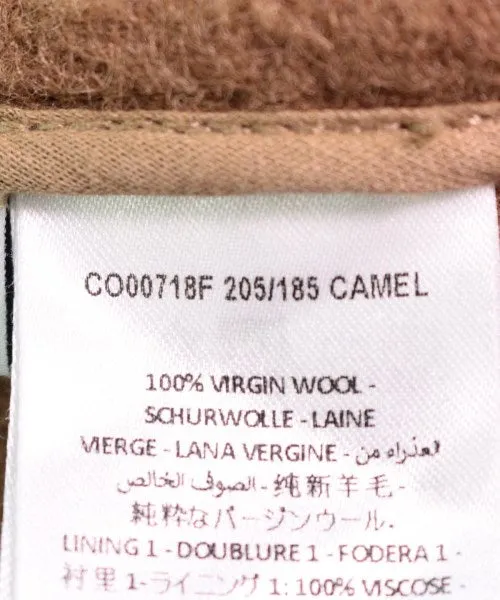 CO00718F 205/185 CAMEL
100% VIRGIN WOOL -
SCHURWOLLE - LAINE
VIERGE - LANA VERGINE - العذراء من
الصوف الخالص - 纯新羊毛 -
純粋なバージンウール.
LINING 1 - DOUBLURE 1 - FODERA 1 -
衬里 1- ライニング 1: 100% VISCOSE -